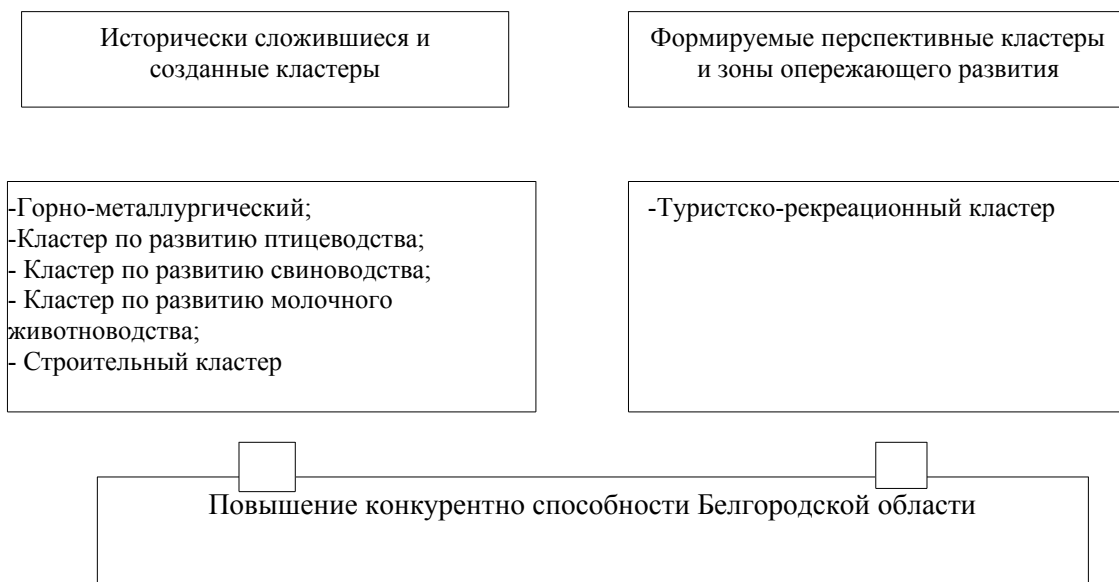 Исторически сложившиеся и
созданные кластеры
Формируемые перспективные кластеры
и зоны опережающего развития
-Горно-металлургический;
-Кластер по развитию птицеводства;
- Кластер по развитию свиноводства;
- Кластер по развитию молочного
животноводства;
- Строительный кластер
-Туристско-рекреационный кластер
Повышение конкурентно способности Белгородской области